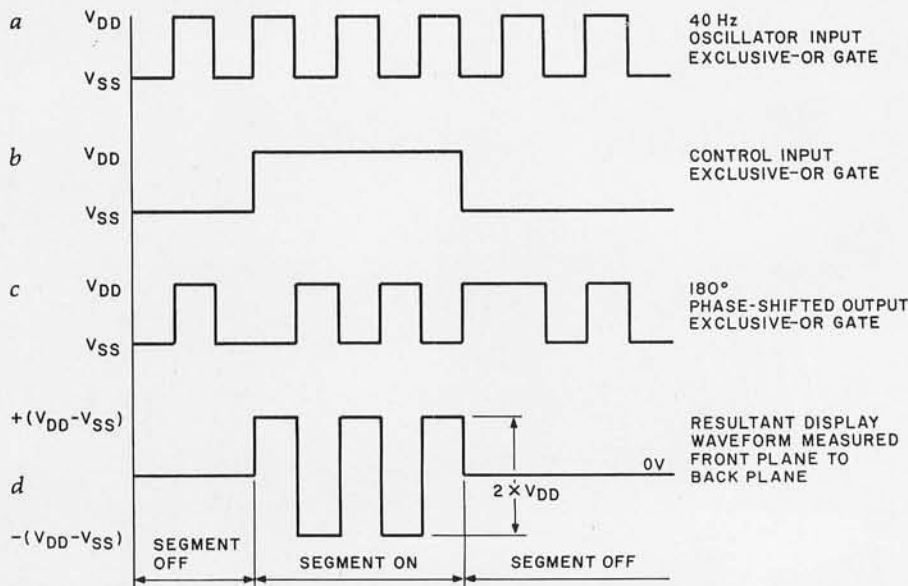 a
VDD
VSS
40 Hz
OSCILLATOR INPUT
EXCLUSIVE-OR GATE
b
VDD
VSS
CONTROL INPUT
EXCLUSIVE-OR GATE
c
VDD
VSS
180°
PHASE-SHIFTED OUTPUT
EXCLUSIVE-OR GATE
d
+(VDD-VSS)
-(VDD-VSS)
0V
2 × VDD
RESULTANT DISPLAY
WAVEFORM MEASURED
FRONT PLANE TO
BACK PLANE
SEGMENT
OFF
SEGMENT ON
SEGMENT OFF